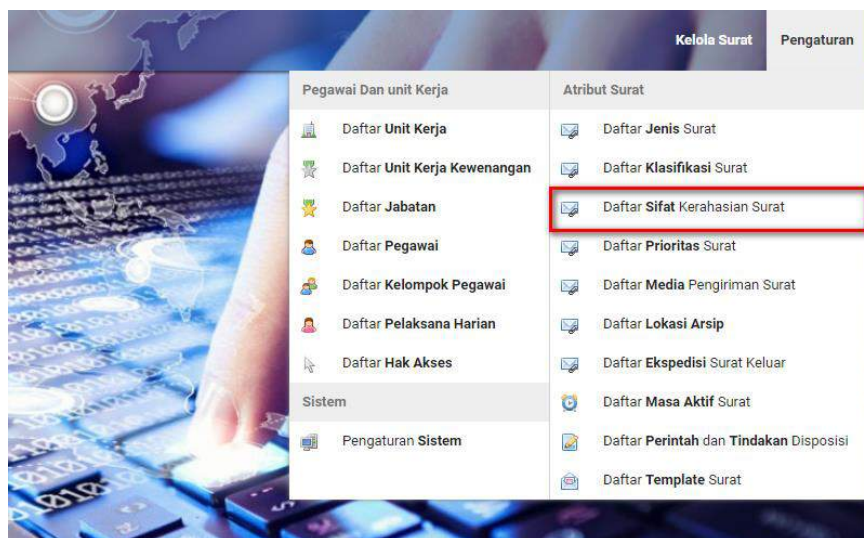 Kelola Surat
Pengaturan
Pegawai Dan unit Kerja
Daftar Unit Kerja
Daftar Unit Kerja Kewenangan
Daftar Jabatan
Daftar Pegawai
Daftar Kelompok Pegawai
Daftar Pelaksana Harian
Daftar Hak Akses
Sistem
Pengaturan Sistem
Atribut Surat
Daftar Jenis Surat
Daftar Klasifikasi Surat
Daftar Sifat Kerahasian Surat
Daftar Prioritas Surat
Daftar Media Pengiriman Surat
Daftar Lokasi Arsip
Daftar Ekspedisi Surat Keluar
Daftar Masa Aktif Surat
Daftar Perintah dan Tindakan Disposisi
Daftar Template Surat